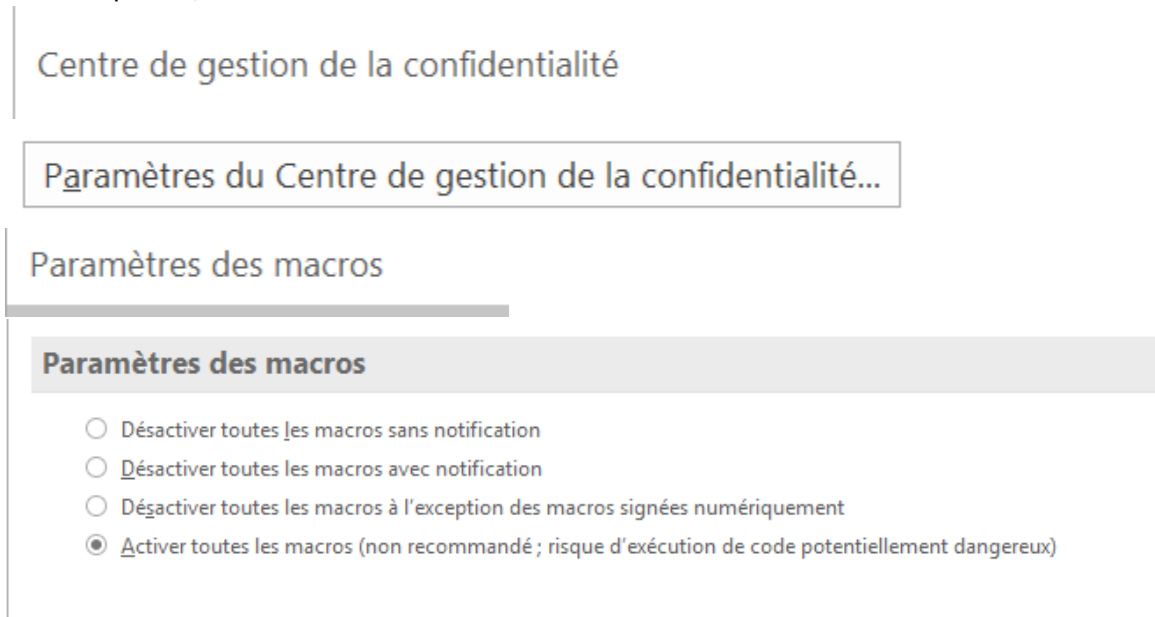 Centre de gestion de la confidentialité
Paramètres du Centre de gestion de la confidentialité...
Paramètres des macros
Paramètres des macros
Désactiver toutes les macros sans notification
Désactiver toutes les macros avec notification
Désactiver toutes les macros à l'exception des macros signées numériquement
Activer toutes les macros (non recommandé ; risque d'exécution de code potentiellement dangereux)